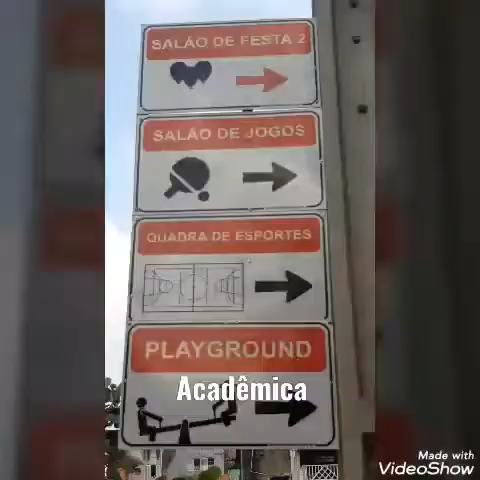 SALÃO DE FESTA 2
SALÃO DE JOGOS
QUADRA DE ESPORTES
PLAYGROUND
Acadêmica
Made with
VideoShow